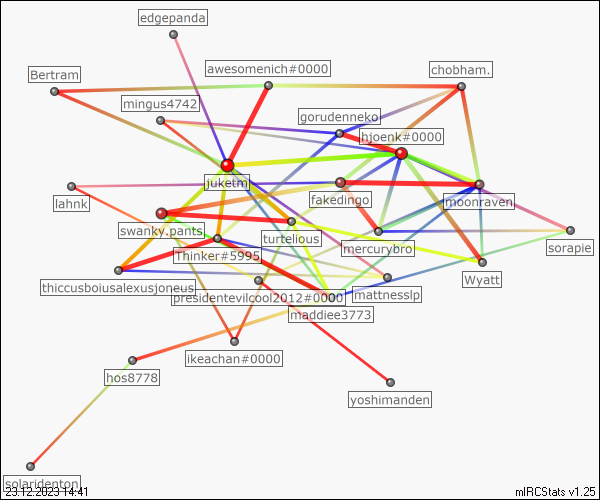 edgepanda
awesomenich#0000
chobham.
Bertram
mingus4742
gorudenneko
hjoenk#0000
juketm
fakedingo
moonraven
lahnk
swanky.pants
turtelious
mercurybro
sorapie
Thinker#5995
Wyatt
thiccusboiusalexusjoneus
presidentevilcool2012#0000
mattnesslp
maddiee3773
ikeachan#0000
hos8778
yoshimanden
solaridenton
23.12.2023 14:41
mIRCStats v1.25